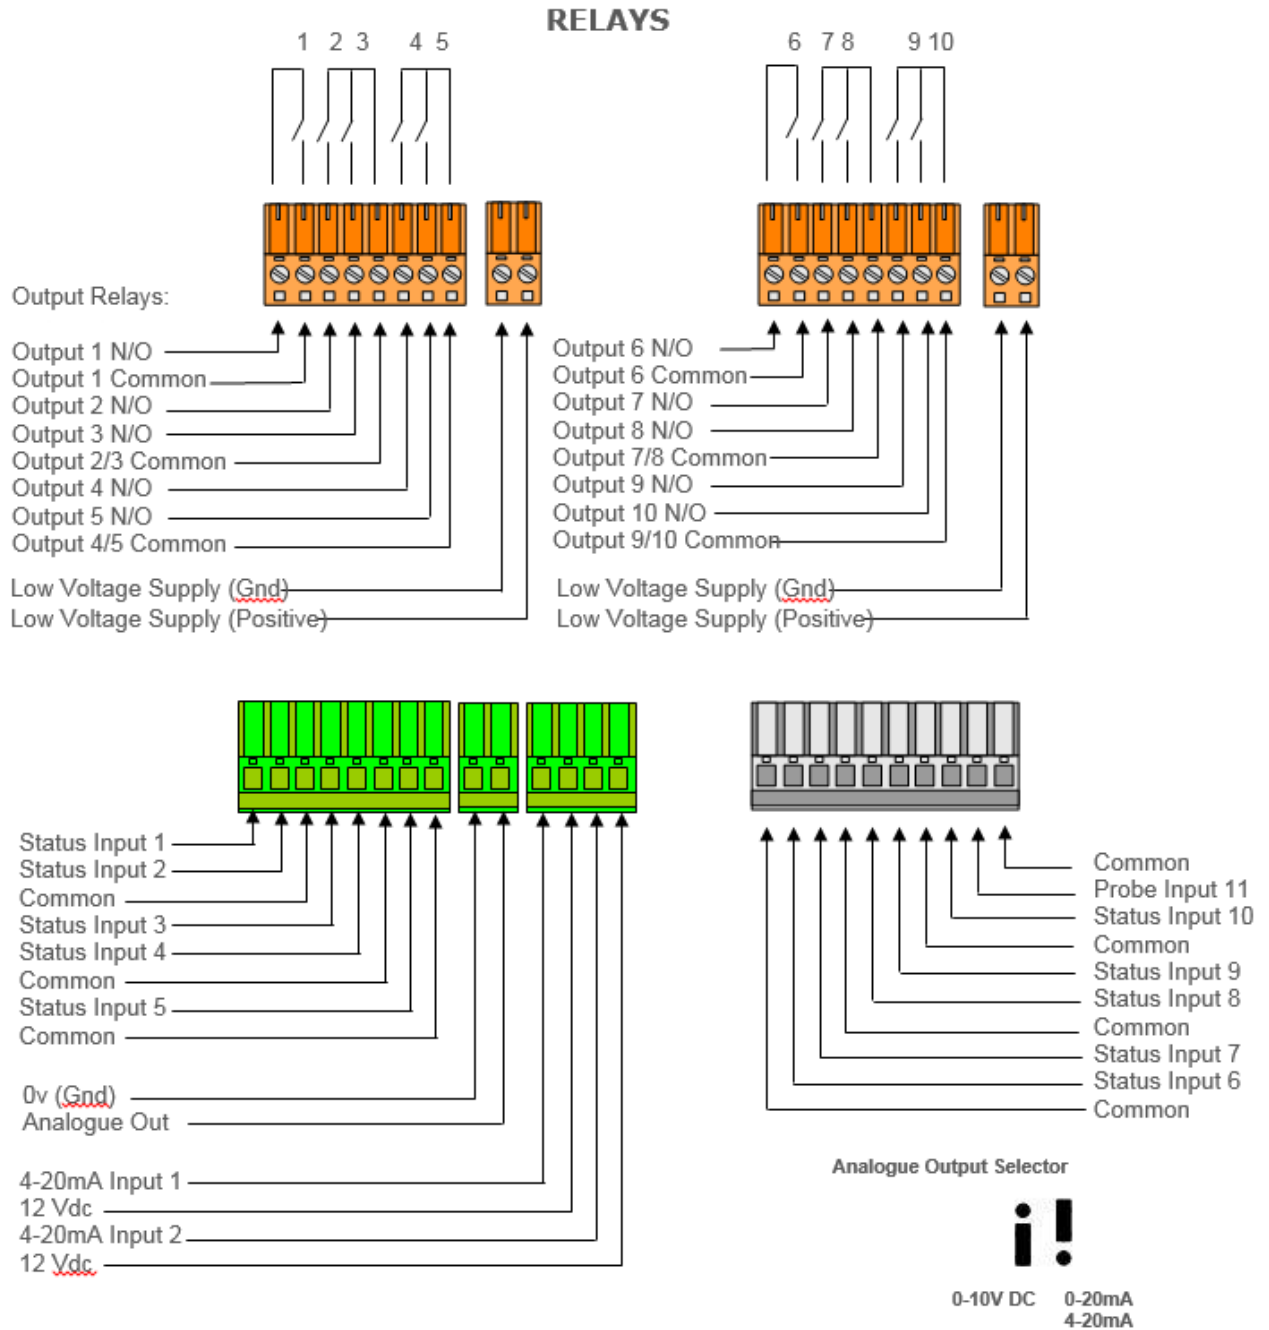 RELAYS
1 2 3 4 5
6 7 8 9 10
Output Relays:
Output 1 N/O
Output 1 Common
Output 2 N/O
Output 3 N/O
Output 2/3 Common
Output 4 N/O
Output 5 N/O
Output 4/5 Common
Low Voltage Supply (Gnd)
Low Voltage Supply (Positive)
Output 6 N/O
Output 6 Common
Output 7 N/O
Output 8 N/O
Output 7/8 Common
Output 9 N/O
Output 10 N/O
Output 9/10 Common
Low Voltage Supply (Gnd)
Low Voltage Supply (Positive)
Status Input 1
Status Input 2
Common
Status Input 3
Status Input 4
Common
Status Input 5
Common
0v (Gnd)
Analogue Out
4-20mA Input 1
12 Vdc
4-20mA Input 2
12 Vdc
Common
Probe Input 11
Status Input 10
Common
Status Input 9
Status Input 8
Common
Status Input 7
Status Input 6
Common
Analogue Output Selector
0-10V DC
0-20mA
4-20mA